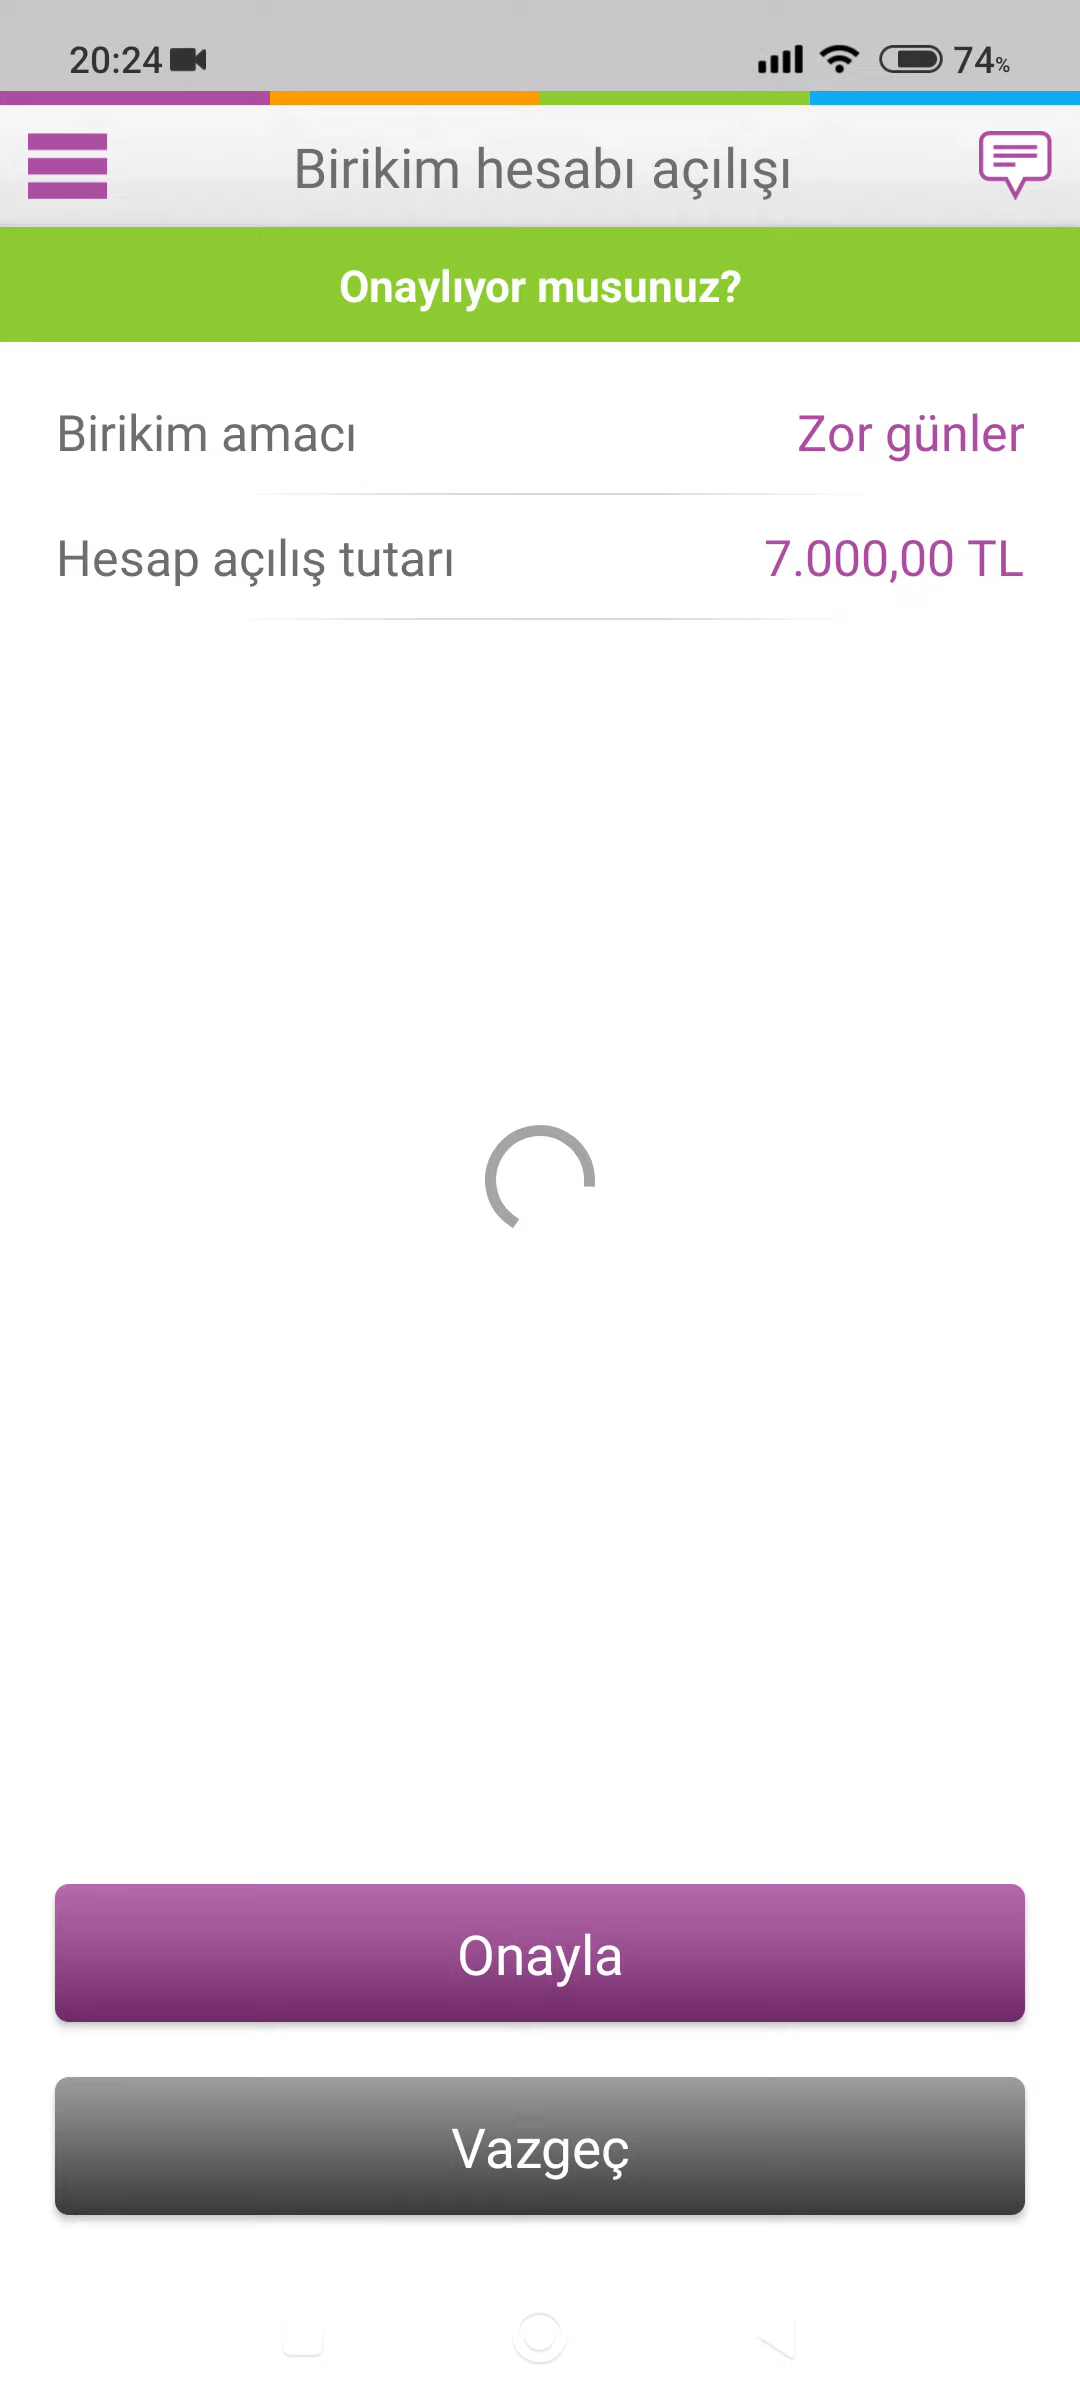 20:24
74%
Birikim hesabı açılışı
Onaylıyor musunuz?
Birikim amacı Zor günler
Hesap açılış tutarı 7.000,00 TL
Onayla
Vazgeç